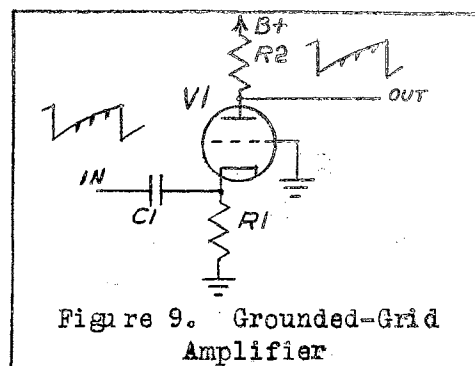 B+
R2
V1
OUT
IN
C1
R1
Figure 9. Grounded-Grid
Amplifier